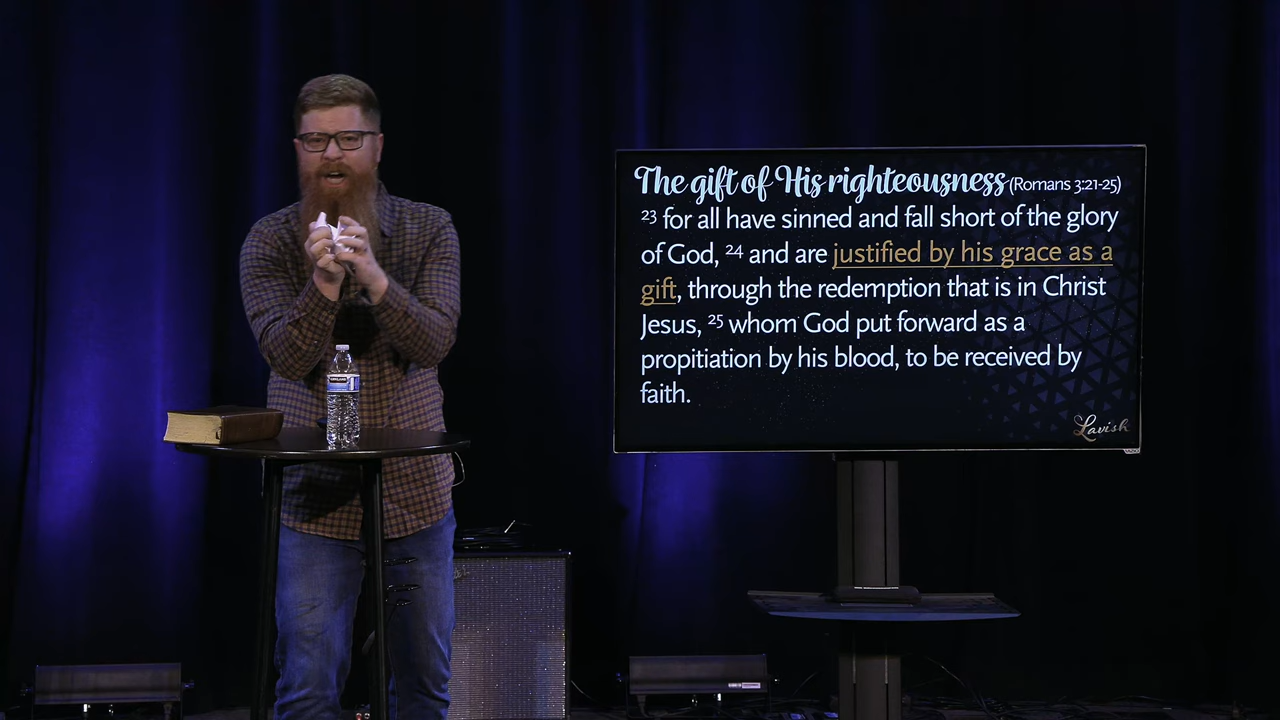 The gift of His righteousness (Romans 3:21-25)
23 for all have sinned and fall short of the glory
of God, 24 and are justified by his grace as a
gift, through the redemption that is in Christ
Jesus, 25 whom God put forward as a
propitiation by his blood, to be received by
faith.
Lavish